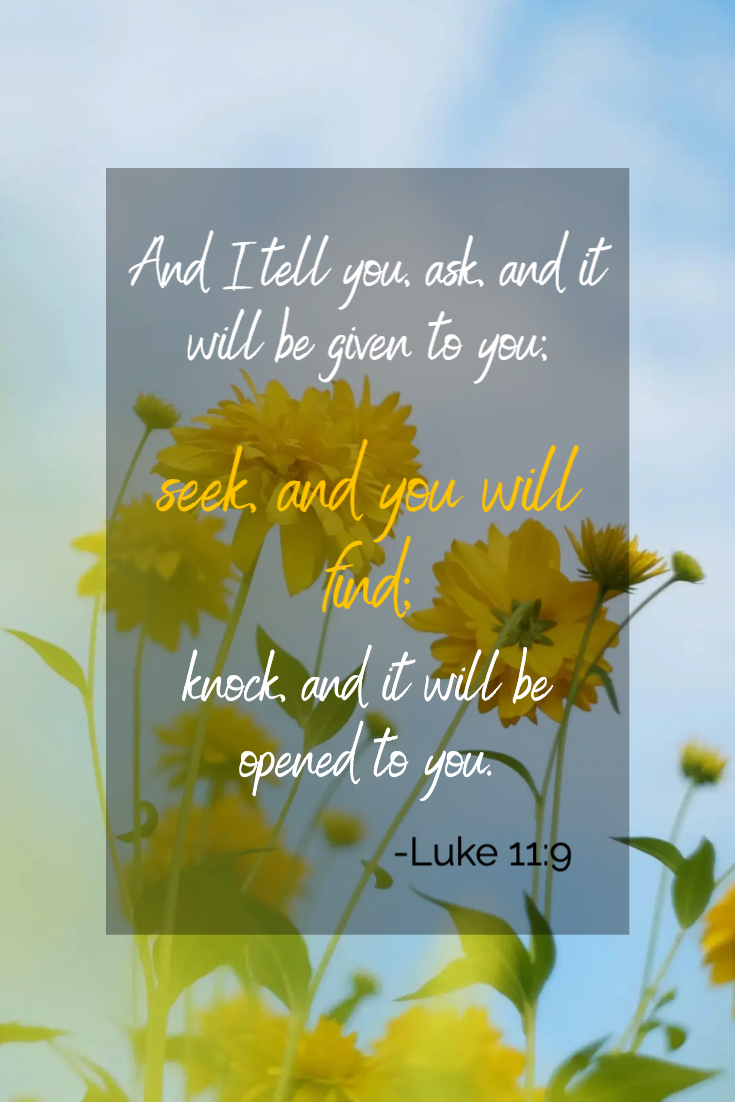 And I tell you, ask, and it
will be given to you;
seek, and you will
find;
knock, and it will be
opened to you.
-Luke 11:9